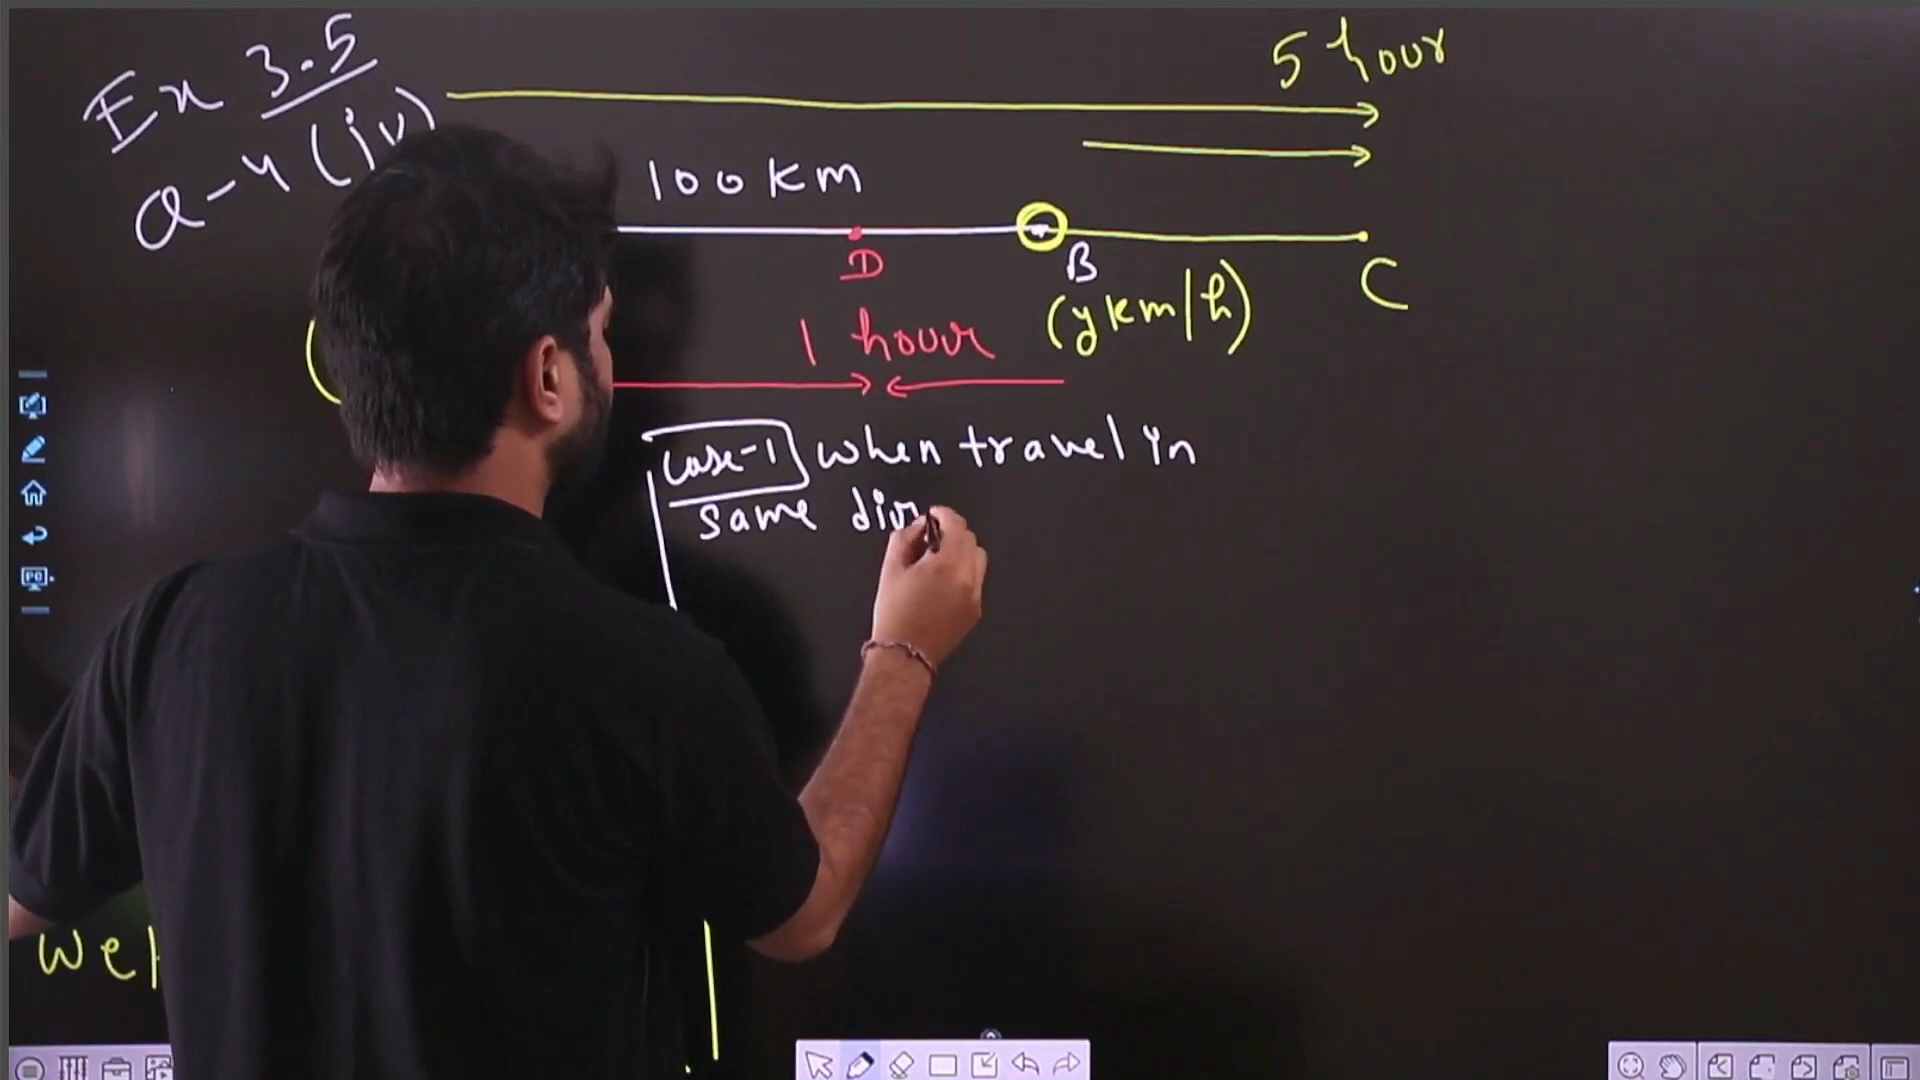 Ex 3.5
Q-4 (iv)
5 hour
100 km
D
B
C
(y km/h)
1 hour
Case-1 when travel in
same dir